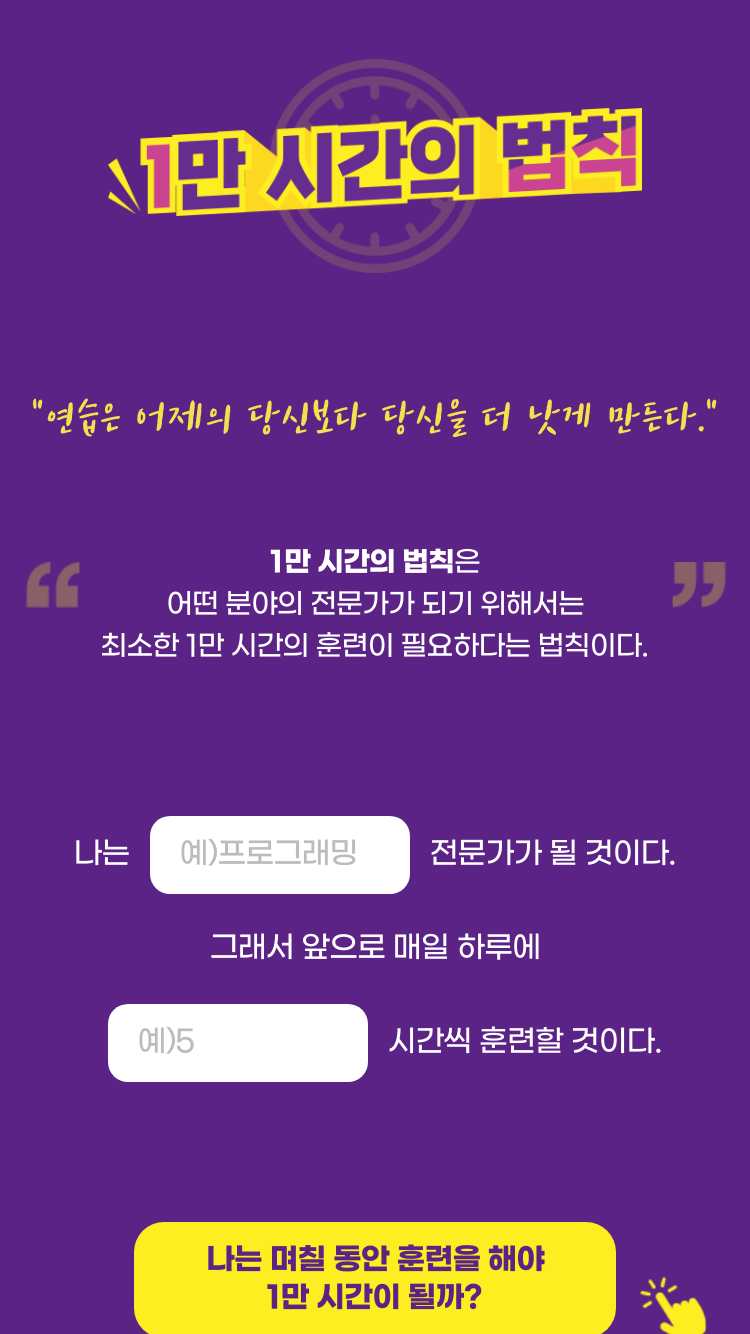 1만 시간의 법칙
"연습은 어제의 당신보다 당신을 더 낫게 만든다."
“ 1만 시간의 법칙은 ”
어떤 분야의 전문가가 되기 위해서는
최소한 1만 시간의 훈련이 필요하다는 법칙이다.
나는 예)프로그래밍 전문가가 될 것이다.
그래서 앞으로 매일 하루에
예)5 시간씩 훈련할 것이다.
나는 며칠 동안 훈련을 해야
1만 시간이 될까?